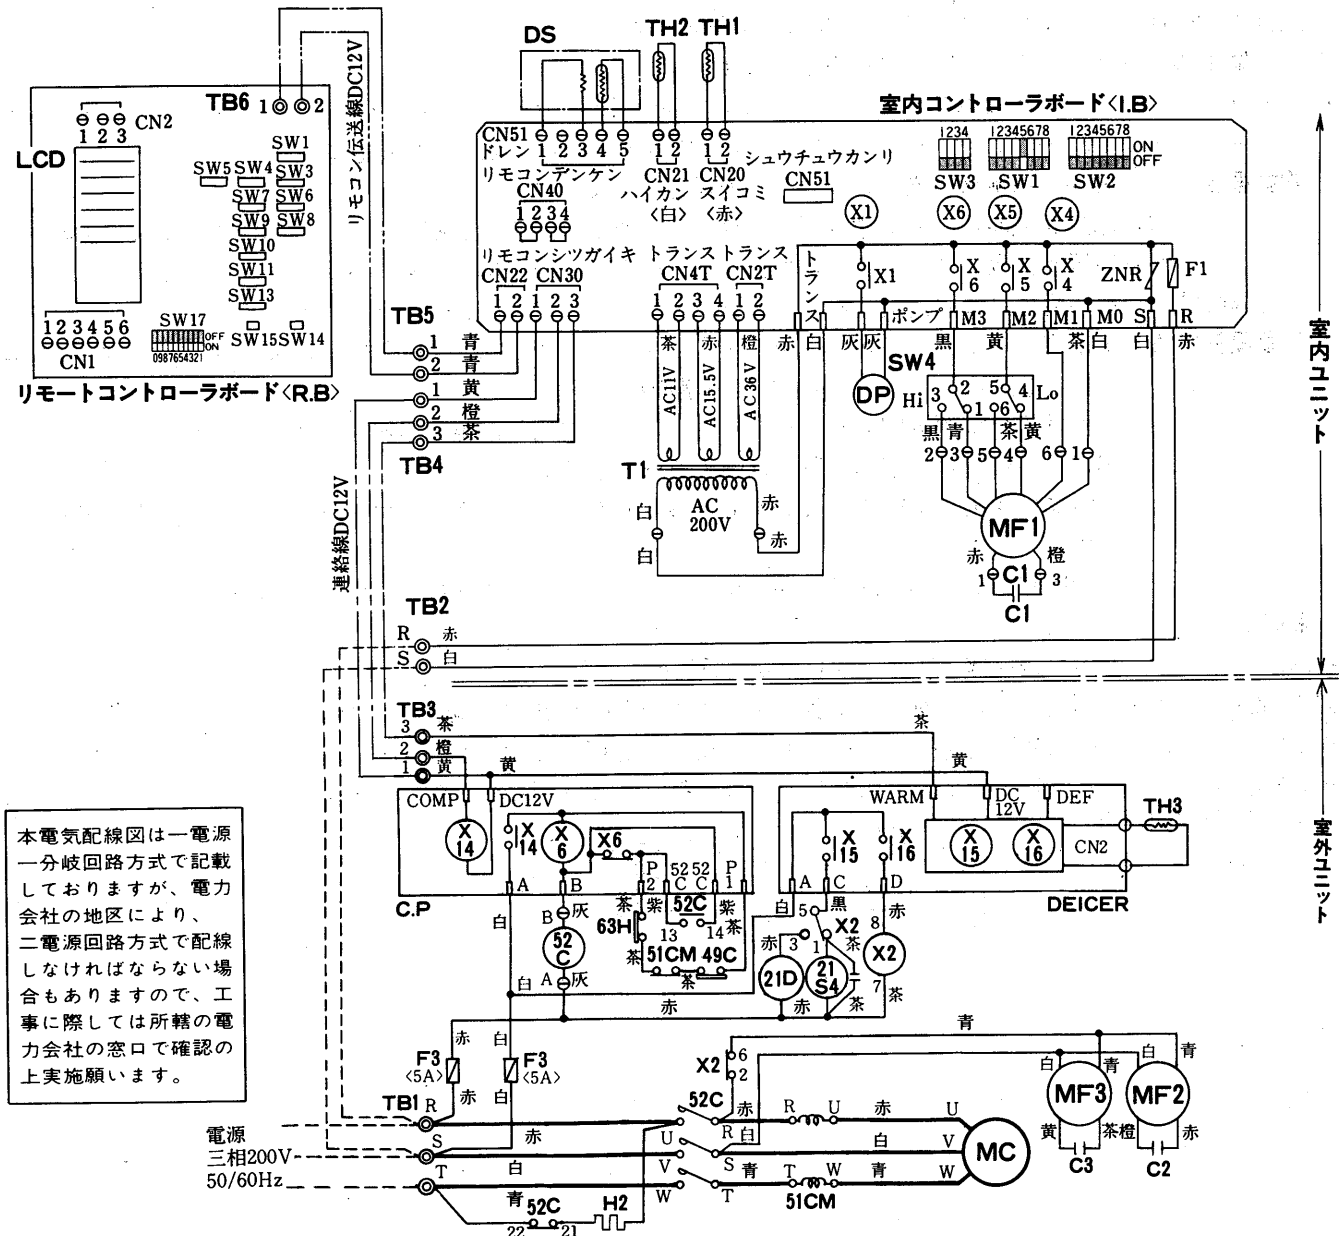 DS
TH2 TH1
TB6 1 2
CN2
1 2 3
LCD
SW1
SW5 SW4 SW3
SW7 SW6
SW9 SW8
SW10
SW11
SW13
SW17
OFF
ON
0987654321
SW15 SW14
1 2 3 4 5 6
CN1
リモートコントローラボード<R.B>
リモコン伝送線DC12V
室内コントローラボード<I.B>
CN51
ドレン 1 2 3 4 5
1 2 1 2
CN21 CN20
ハイカン スイコミ
<白> <赤>
リモコンデンケン
CN40
1 2 3 4
シュウチュウカンリ
CN51
1234 12345678 12345678
ON
OFF
SW3 SW1 SW2
X1 X6 X5 X4
リモコンシツガイキ トランス トランス
CN22 CN30 CN4T CN2T
1 2 1 2 3 1 2 3 4 1 2
トランス
X1 X6 X5 X4
ZNR F1
ポンプ M3 M2 M1 M0 S R
茶 赤 橙 赤 白 灰 灰 黒 黄 茶 白 白 赤
TB5
1 青
2 青
1 黄
2 橙
3 茶
TB4
AC11V AC15.5V AC36V
T1
AC
200V
白 赤
白 赤
DP
SW4
Hi 3 2 1 5 6 4 Lo
黒 青 茶 黄
2 3 5 4 6 1
MF1
赤 橙
1 C1 3
C1
室内ユニット
連絡線DC12V
TB2
R 赤
S 白
TB3
3 茶
2 橙
1 黄
茶
黄
黄
室外ユニット
COMP DC12V
X14 X14 X6 X6
P2 52C 52C P1
A B
C.P
WARM DC12V DEF
TH3
X15 X16 X15 X16 CN2
A C D
DEICER
白 B 灰
52C
A 灰
茶 紫 52C 紫 茶
63H 13 14
茶 51CM 49C
茶
白 赤
白 5 黒 赤
赤 3 X2 1 茶 8
21D 21S4 X2
赤 茶 7 茶
青
赤 白
F3 F3
<5A> <5A>
赤 白
X2 6
2
白 青 白 青
MF3 MF2
黄 茶 橙 赤
C3 C2
TB1 R
S
T
電源
三相200V
50/60Hz
赤
白
青
52C
U
V
W
R
S
T
赤
白
青
R U
T W
51CM
赤
白
青
U
V
W
MC
52C H2
22 21
本電気配線図は一電源
一分岐回路方式で記載
しておりますが、電力
会社の地区により、
二電源回路方式で配線
しなければならない場
合もありますので、工
事に際しては所轄の電
力会社の窓口で確認の
上実施願います。